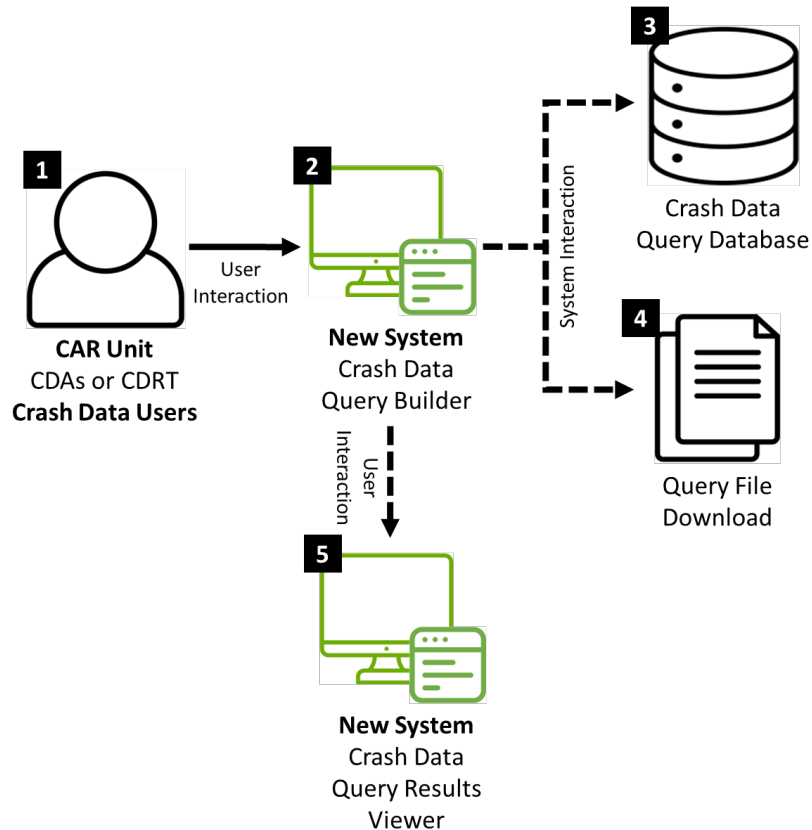 1
CAR Unit
CDAs or CDRT
Crash Data Users
User
Interaction
2
New System
Crash Data
Query Builder
System Interaction
3
Crash Data
Query Database
4
Query File
Download
User
Interaction
5
New System
Crash Data
Query Results
Viewer